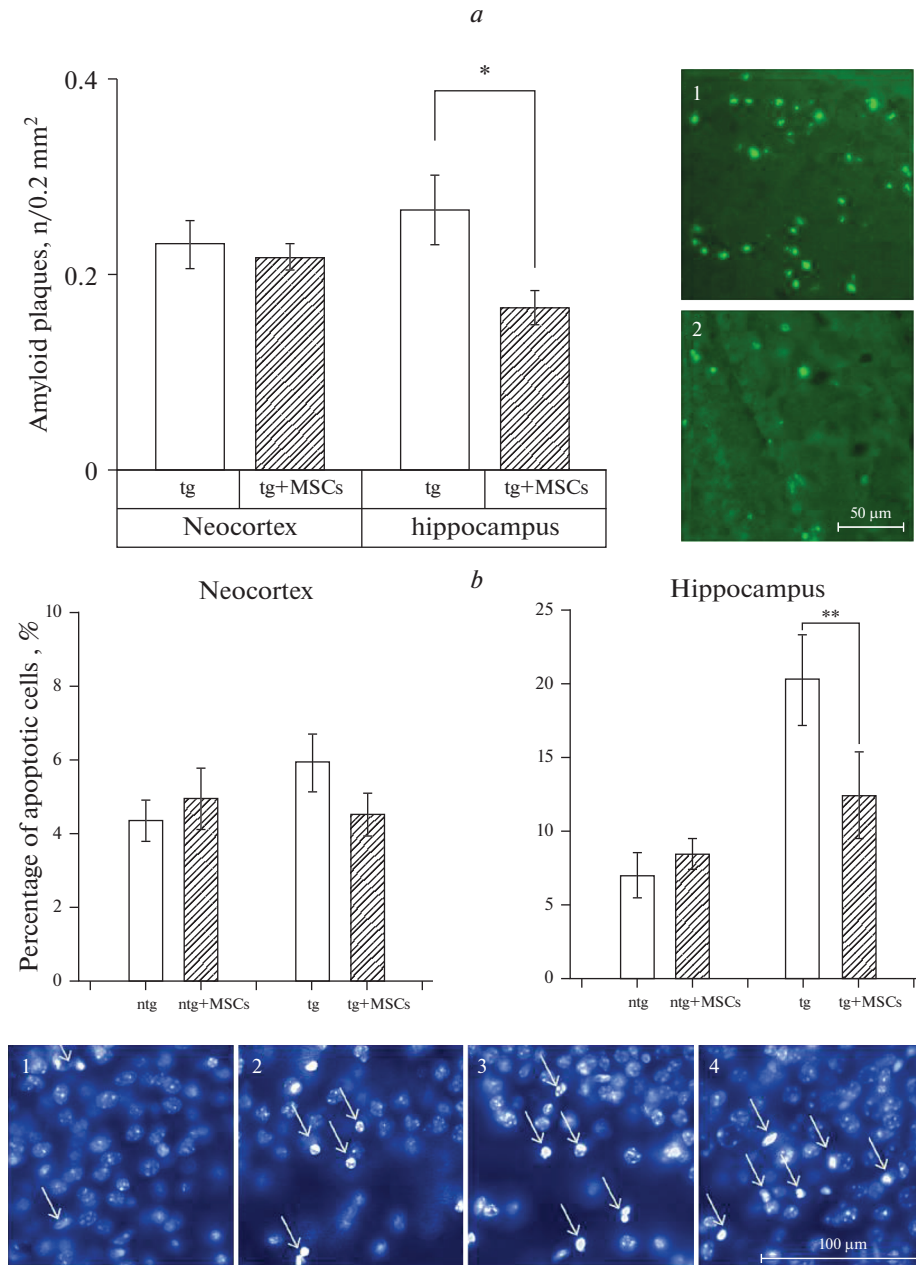 a
Amyloid plaques, n/0.2 mm²
0.4
0.2
0
*
tg
tg+MSCs
tg
tg+MSCs
Neocortex
hippocampus
1
2
50 µm
b
Neocortex
Percentage of apoptotic cells , %
10
8
6
4
2
0
ntg
ntg+MSCs
tg
tg+MSCs
Hippocampus
25
20
15
10
5
0
**
ntg
ntg+MSCs
tg
tg+MSCs
1
2
3
4
100 µm